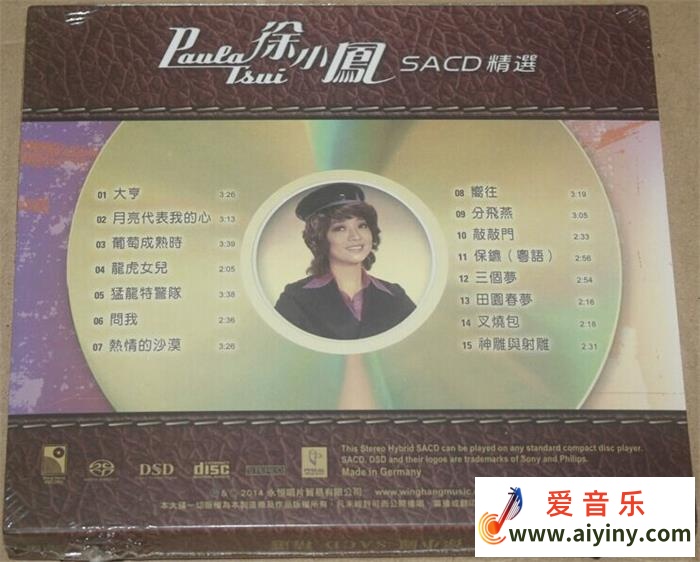 Paula Tsui 徐小鳳 SACD 精選
01 大亨 3:26
02 月亮代表我的心 3:13
03 葡萄成熟時 3:39
04 龍虎女兒 2:05
05 猛龍特警隊 3:38
06 問我 2:36
07 熱情的沙漠 3:26
08 嚮往 3:19
09 分飛燕 3:05
10 敲敲門 2:33
11 保鑣(粵語) 2:56
12 三個夢 2:54
13 田園春夢 2:16
14 叉燒包 2:18
15 神雕與射雕 2:31
This Stereo Hybrid SACD can be played on any standard compact disc player.
SACD, DSD and their logos are trademarks of Sony and Philips.
Made in Germany
DSD disc STEREO
℗ & © 2014 永恒唱片貿易有限公司 www.winghangmusic.
爱音乐
www.aiyiny.com